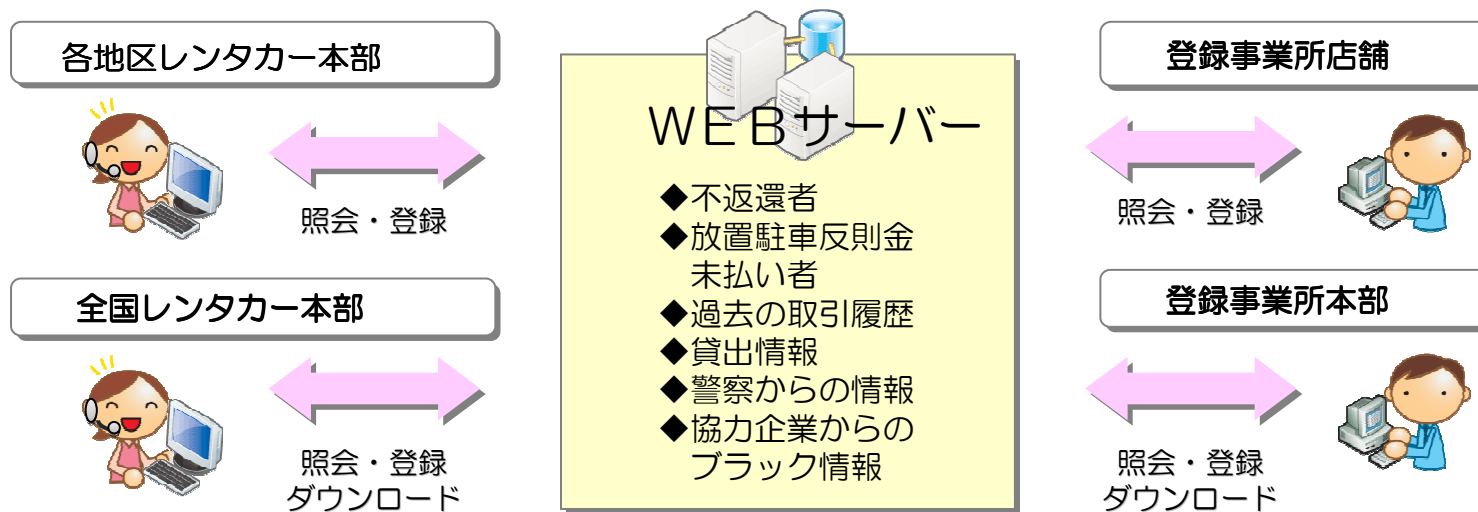 各地区レンタカー本部
照会・登録
全国レンタカー本部
照会・登録
ダウンロード
WEBサーバー
◆不返還者
◆放置駐車反則金
未払い者
◆過去の取引履歴
◆貸出情報
◆警察からの情報
◆協力企業からの
ブラック情報
登録事業所店舗
照会・登録
登録事業所本部
照会・登録
ダウンロード